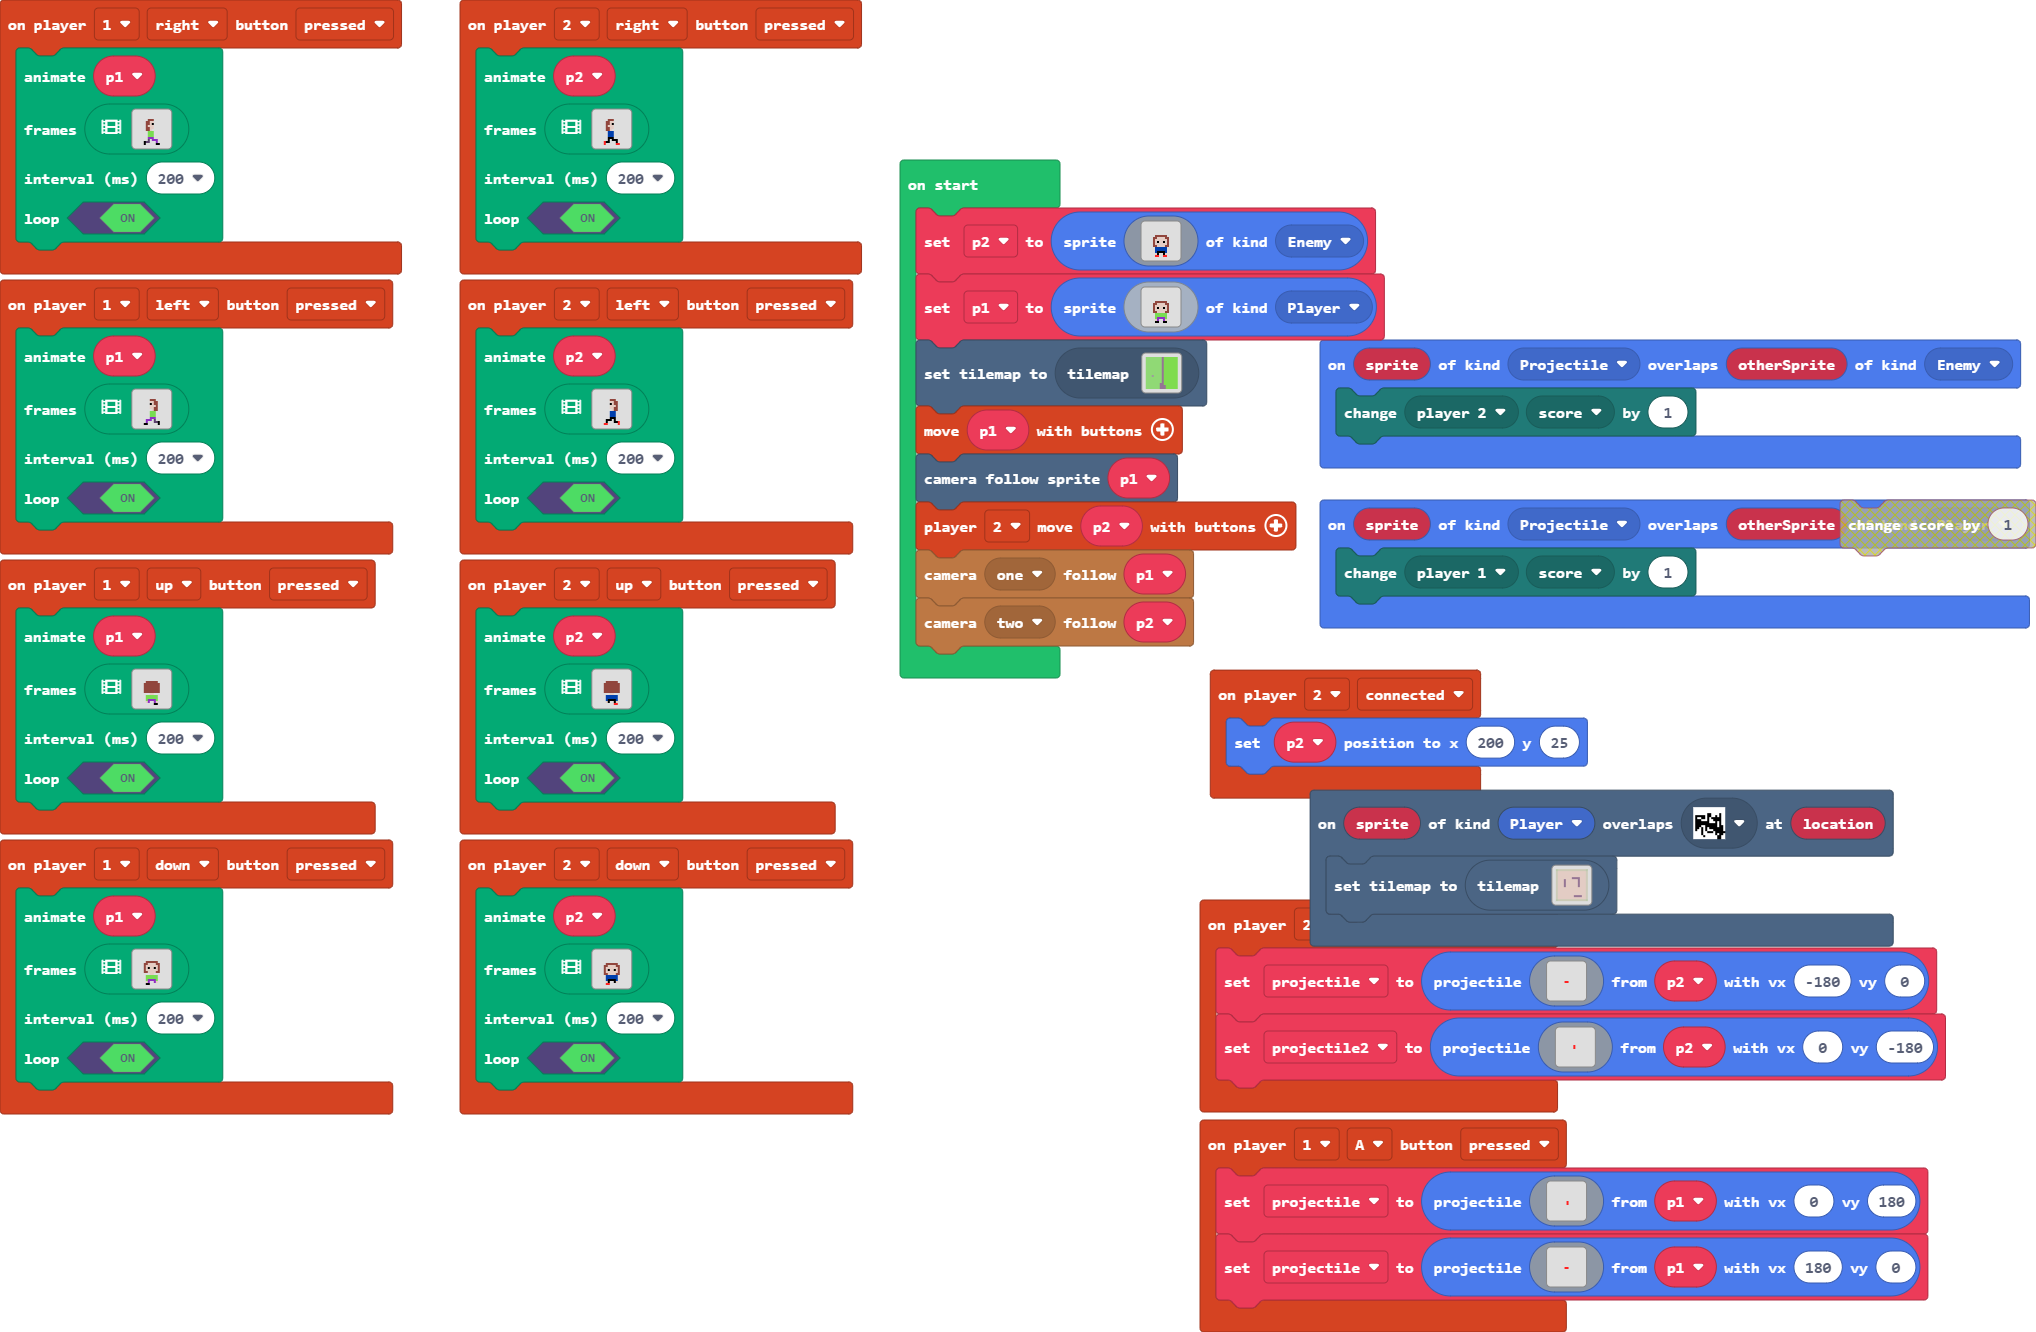 on player 1 right button pressed
animate p1
frames
interval (ms) 200
loop ON
on player 1 left button pressed
animate p1
frames
interval (ms) 200
loop ON
on player 1 up button pressed
animate p1
frames
interval (ms) 200
loop ON
on player 1 down button pressed
animate p1
frames
interval (ms) 200
loop ON
on player 2 right button pressed
animate p2
frames
interval (ms) 200
loop ON
on player 2 left button pressed
animate p2
frames
interval (ms) 200
loop ON
on player 2 up button pressed
animate p2
frames
interval (ms) 200
loop ON
on player 2 down button pressed
animate p2
frames
interval (ms) 200
loop ON
on start
set p2 to sprite of kind Enemy
set p1 to sprite of kind Player
set tilemap to tilemap
move p1 with buttons
camera follow sprite p1
player 2 move p2 with buttons
camera one follow p1
camera two follow p2
on sprite of kind Projectile overlaps otherSprite of kind Enemy
change player 2 score by 1
on sprite of kind Projectile overlaps otherSprite
change score by 1
change player 1 score by 1
on player 2 connected
set p2 position to x 200 y 25
on sprite of kind Player overlaps at location
set tilemap to tilemap
on player 2
set projectile to projectile from p2 with vx -180 vy 0
set projectile2 to projectile from p2 with vx 0 vy -180
on player 1 A button pressed
set projectile to projectile from p1 with vx 0 vy 180
set projectile to projectile from p1 with vx 180 vy 0